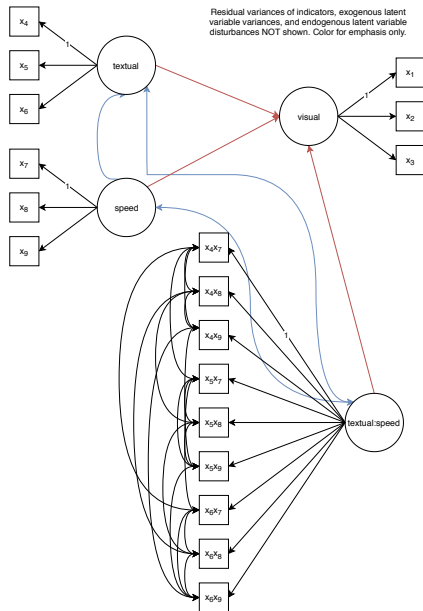 Residual variances of indicators, exogenous latent
variable variances, and endogenous latent variable
disturbances NOT shown. Color for emphasis only.
x4
1
x5
textual
x6
x1
1
visual
x2
x3
x7
1
x8
speed
x9
x4x7
x4x8
x4x9
1
x5x7
x5x8
textual:speed
x5x9
x6x7
x6x8
x6x9